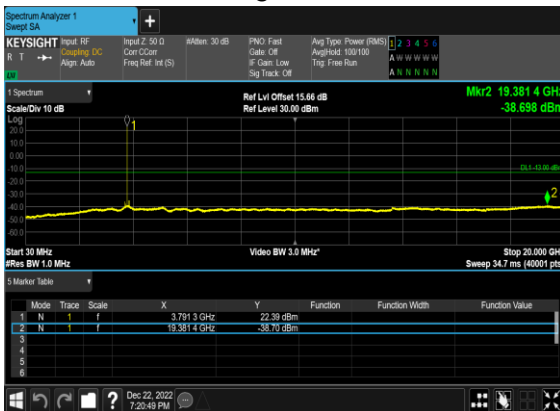 Spectrum Analyzer 1
Swept SA
KEYSIGHT Input: RF Input Z: 50 Ω #Atten: 30 dB PNO: Fast Avg Type: Power (RMS) 1 2 3 4 5 6
R T Coupling: DC Corr CCorr Gate: Off Avg|Hold: 100/100 A W W W W W
Align: Auto Freq Ref: Int (S) IF Gain: Low Trig: Free Run
Sig Track: Off A N N N N N
1 Spectrum Ref Lvl Offset 15.66 dB Mkr2 19.381 4 GHz
Scale/Div 10 dB Ref Level 30.00 dBm -38.698 dBm
Log
20.0
10.0
0.00
-10.0
-20.0
-30.0
-40.0
-50.0
-60.0
1
DL1 -13.00 dBm
2
Start 30 MHz Video BW 3.0 MHz* Stop 20.000 GHz
#Res BW 1.0 MHz Sweep 34.7 ms (40001 pts)
5 Marker Table
Mode Trace Scale X Y Function Function Width Function Value
1 N 1 f 3.791 3 GHz 22.39 dBm
2 N 1 f 19.381 4 GHz -38.70 dBm
3
4
5
6
? Dec 22, 2022
7:20:49 PM